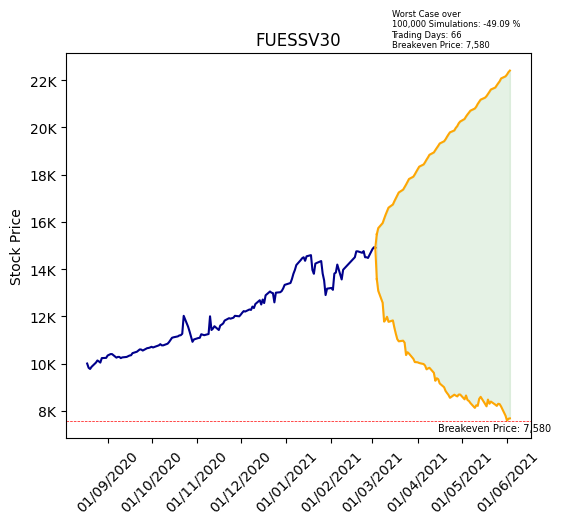 Worst Case over
100,000 Simulations: -49.09 %
Trading Days: 66
Breakeven Price: 7,580
FUESSV30
Stock Price
22K
20K
18K
16K
14K
12K
10K
8K
Breakeven Price: 7,580
01/09/2020
01/10/2020
01/11/2020
01/12/2020
01/01/2021
01/02/2021
01/03/2021
01/04/2021
01/05/2021
01/06/2021